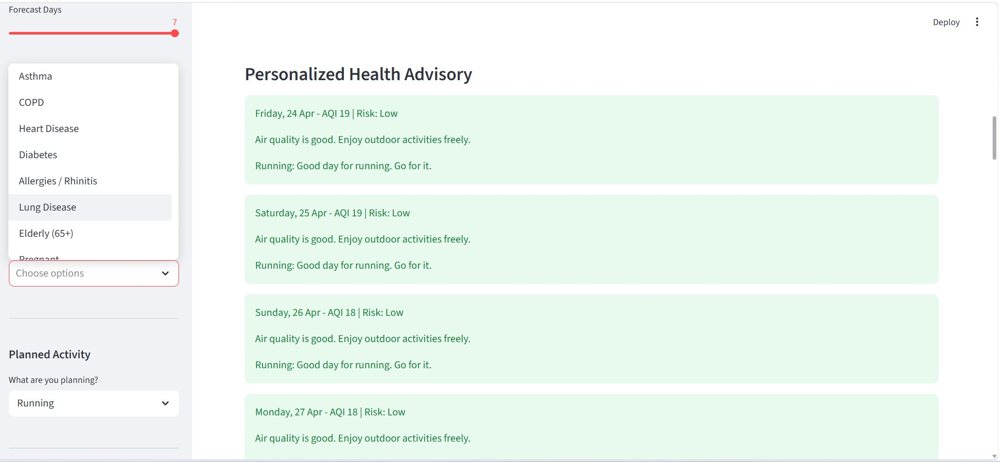 Forecast Days
7
Asthma
COPD
Heart Disease
Diabetes
Allergies / Rhinitis
Lung Disease
Elderly (65+)
Pregnant
Choose options
Planned Activity
What are you planning?
Running
Deploy
Personalized Health Advisory
Friday, 24 Apr - AQI 19 | Risk: Low
Air quality is good. Enjoy outdoor activities freely.
Running: Good day for running. Go for it.
Saturday, 25 Apr - AQI 19 | Risk: Low
Air quality is good. Enjoy outdoor activities freely.
Running: Good day for running. Go for it.
Sunday, 26 Apr - AQI 18 | Risk: Low
Air quality is good. Enjoy outdoor activities freely.
Running: Good day for running. Go for it.
Monday, 27 Apr - AQI 18 | Risk: Low
Air quality is good. Enjoy outdoor activities freely.